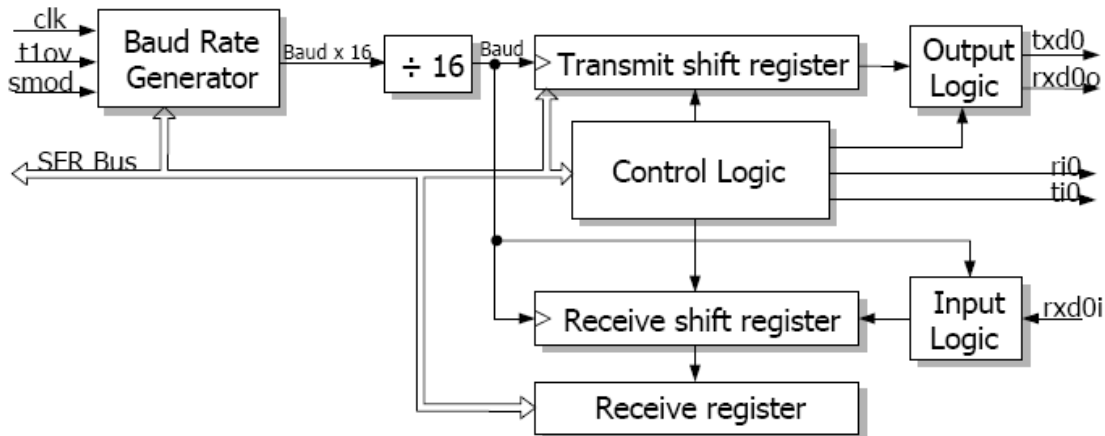 clk
t1ov
smod
Baud Rate
Generator
Baud x 16
÷ 16
Baud
Transmit shift register
Output
Logic
txd0
rxd0o
SFR Bus
Control Logic
ri0
ti0
Receive shift register
Input
Logic
rxd0i
Receive register